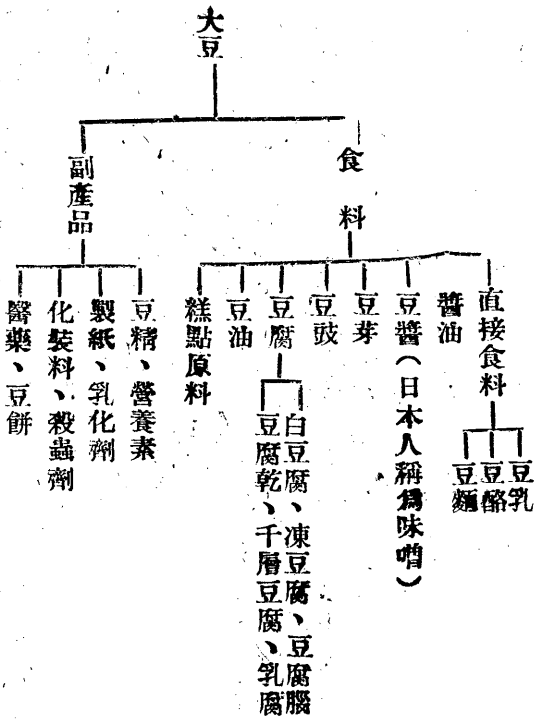 大豆
食料
直接食料
豆乳
豆酪
豆麵
醬油
豆醬(日本人稱爲味噌)
豆芽
豆豉
豆腐
白豆腐、凍豆腐、豆腐腦
豆腐乾、千層豆腐、乳腐
豆油
糕點原料
副產品
豆精、營養素
製紙、乳化劑
化裝料、殺蟲劑
醫藥、豆餅